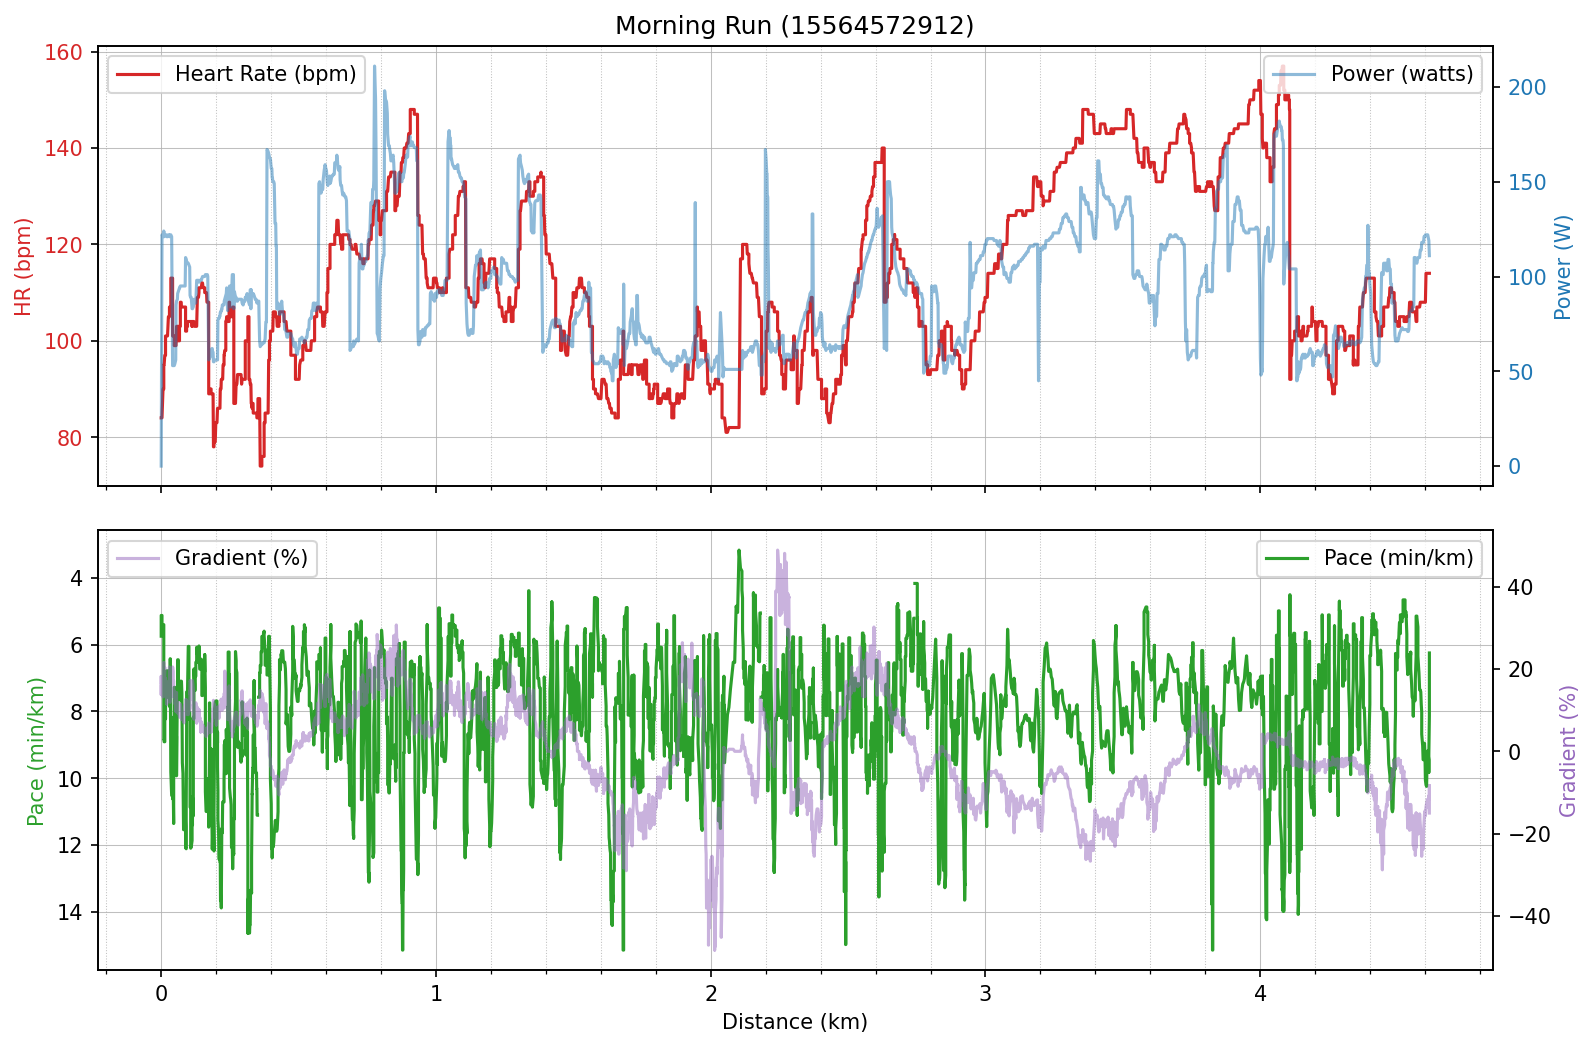 Morning Run (15564572912)
Heart Rate (bpm)
Power (watts)
160
140
120
100
80
HR (bpm)
200
150
100
50
0
Power (W)
Gradient (%)
Pace (min/km)
4
6
8
10
12
14
Pace (min/km)
40
20
0
−20
−40
Gradient (%)
0
1
2
3
4
Distance (km)